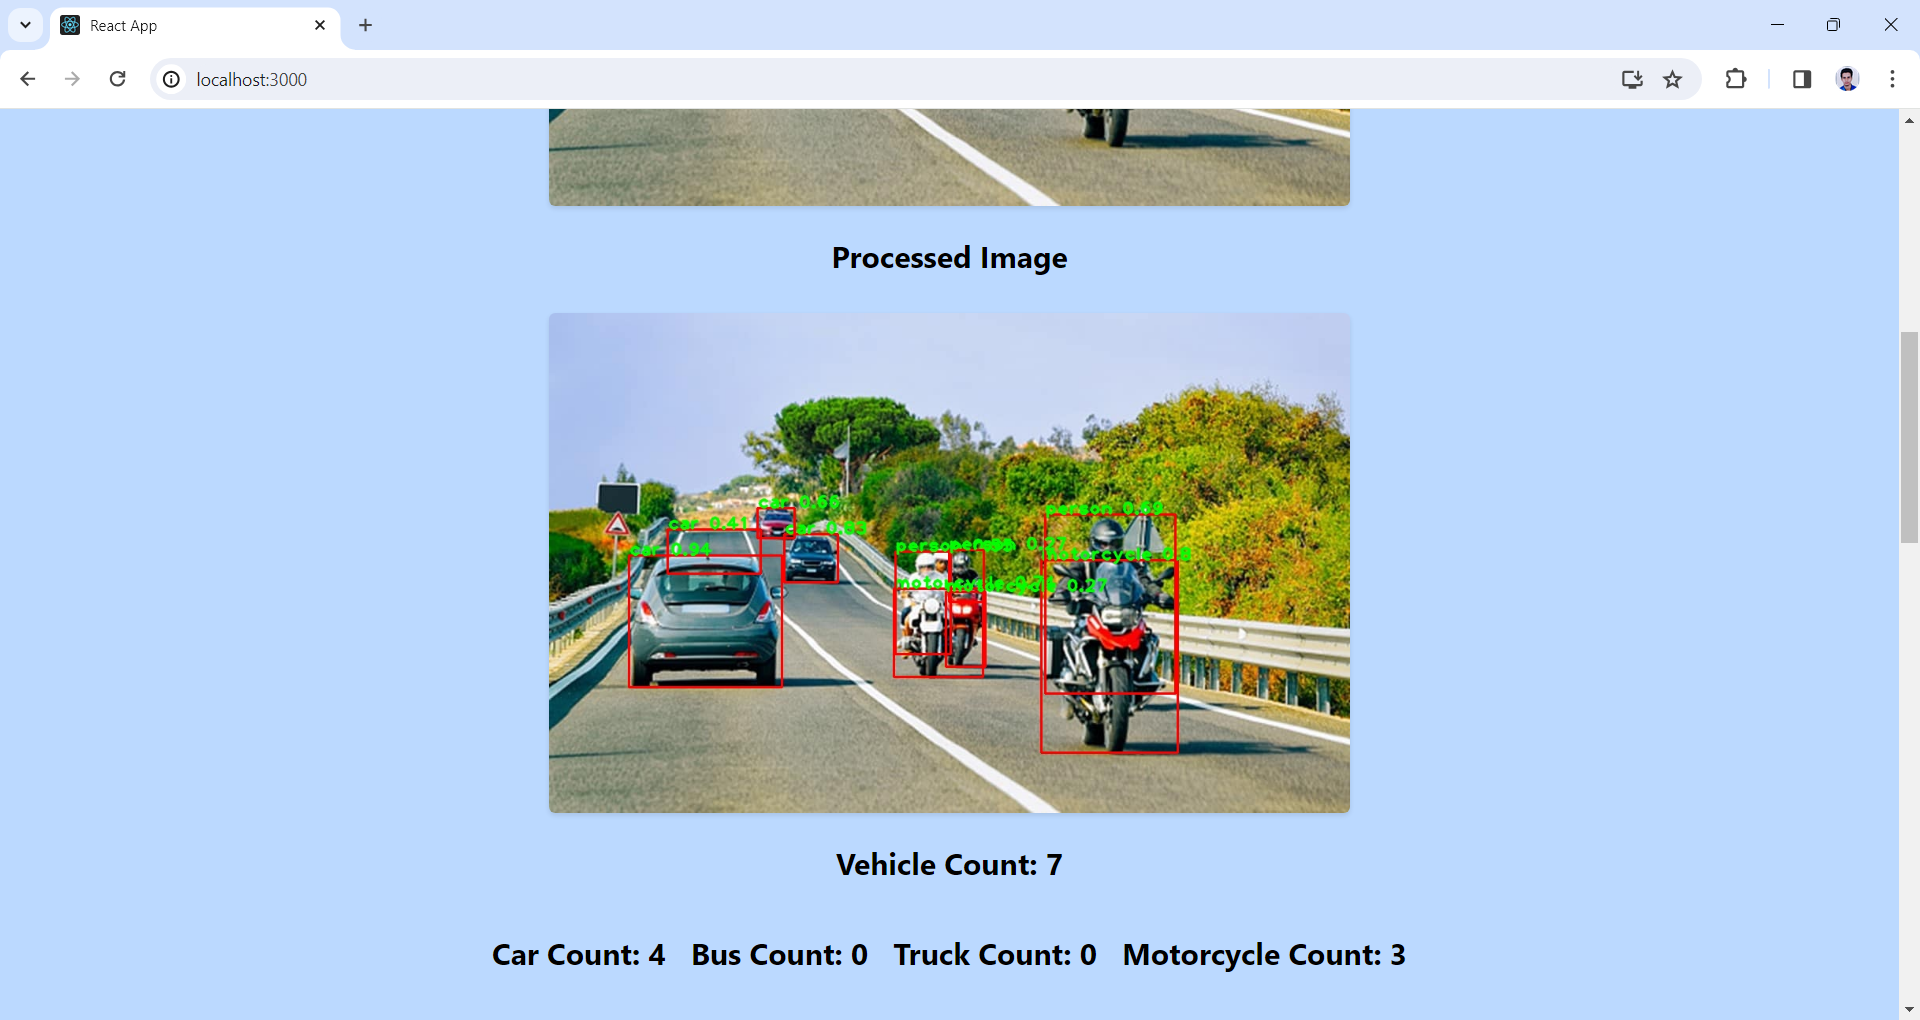 React App
localhost:3000
Processed Image
car 0.66
person 0.69
car 0.41
car 0.83
car 0.94
person
motorcycle 0.8
0.27
Vehicle Count: 7
Car Count: 4 Bus Count: 0 Truck Count: 0 Motorcycle Count: 3